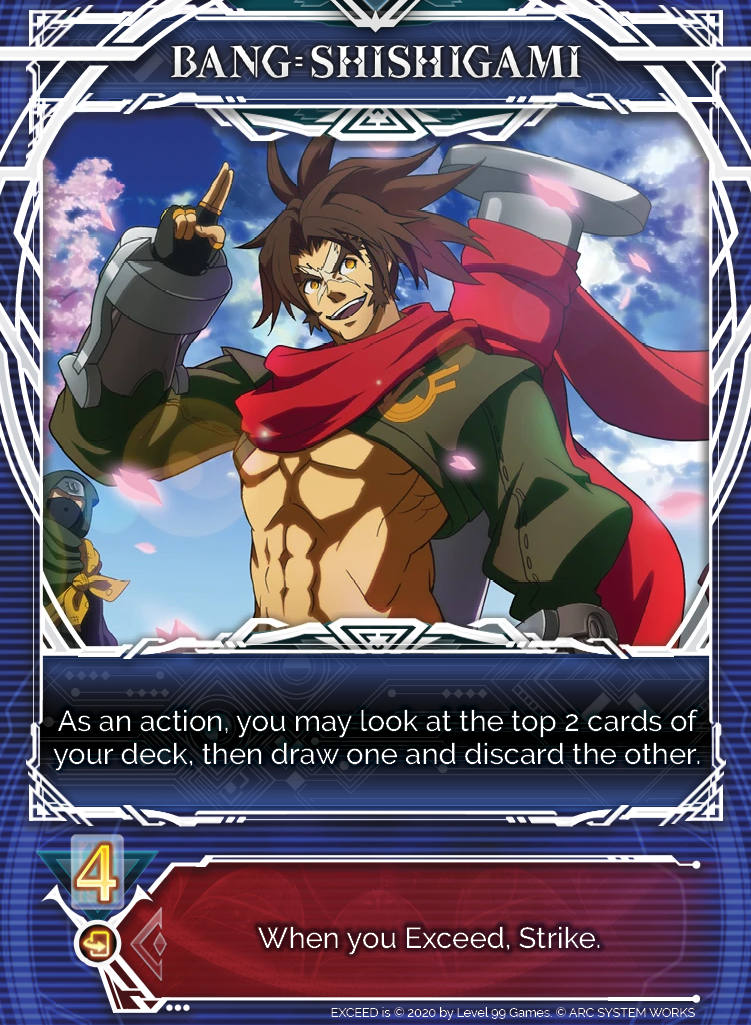 BANG=SHISHIGAMI
As an action, you may look at the top 2 cards of
your deck, then draw one and discard the other.
4
When you Exceed, Strike.
EXCEED is © 2020 by Level 99 Games. © ARC SYSTEM WORKS